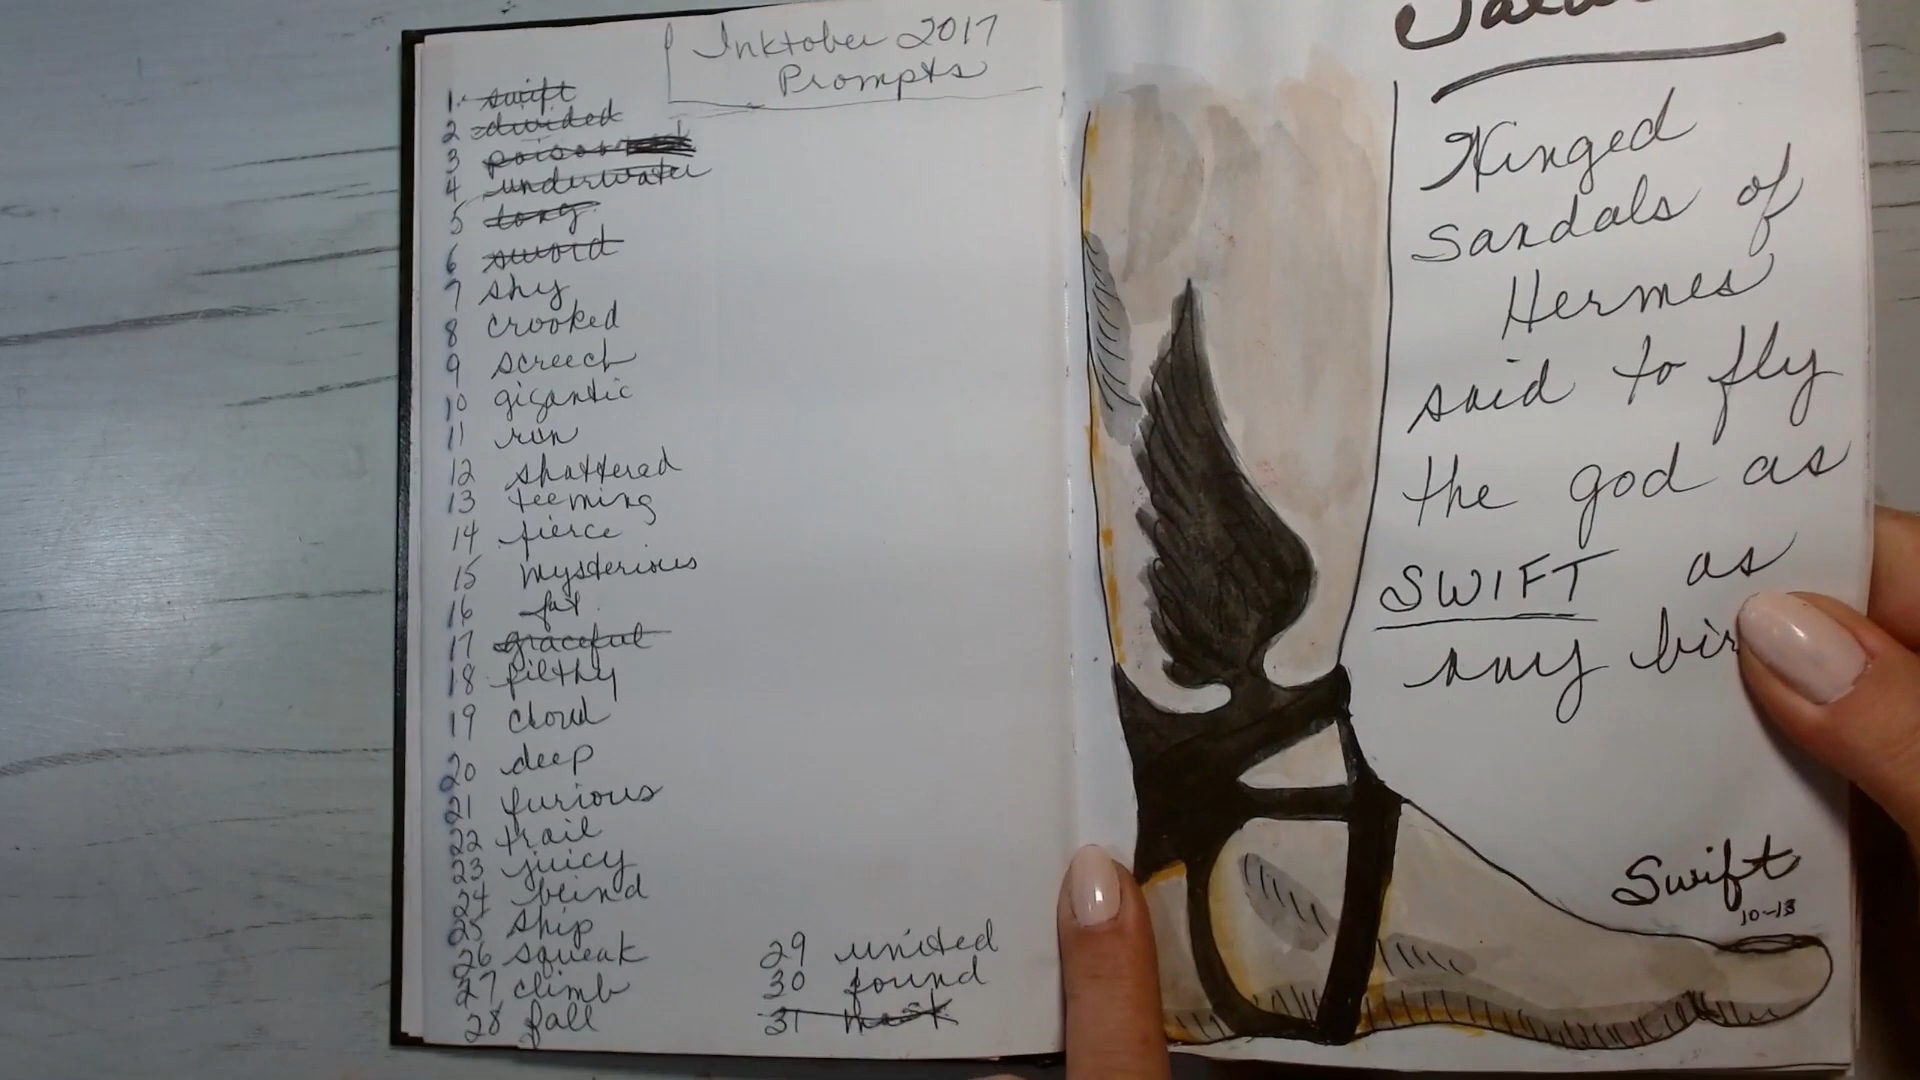 Inktober 2017
Prompts
1. swift
2 divided
3 poison
4 underwater
5 long
6 sword
7 shy
8 crooked
9 screech
10 gigantic
11 run
12 shattered
13 teeming
14 fierce
15 mysterious
16 fat
17 graceful
18 filthy
19 cloud
20 deep
21 furious
22 trail
23 juicy
24 blind
25 ship
26 squeak
27 climb
28 fall
29 united
30 found
31 mask
Winged
sandals of
Hermes
said to fly
the god as
SWIFT as
any
Swift
10-13